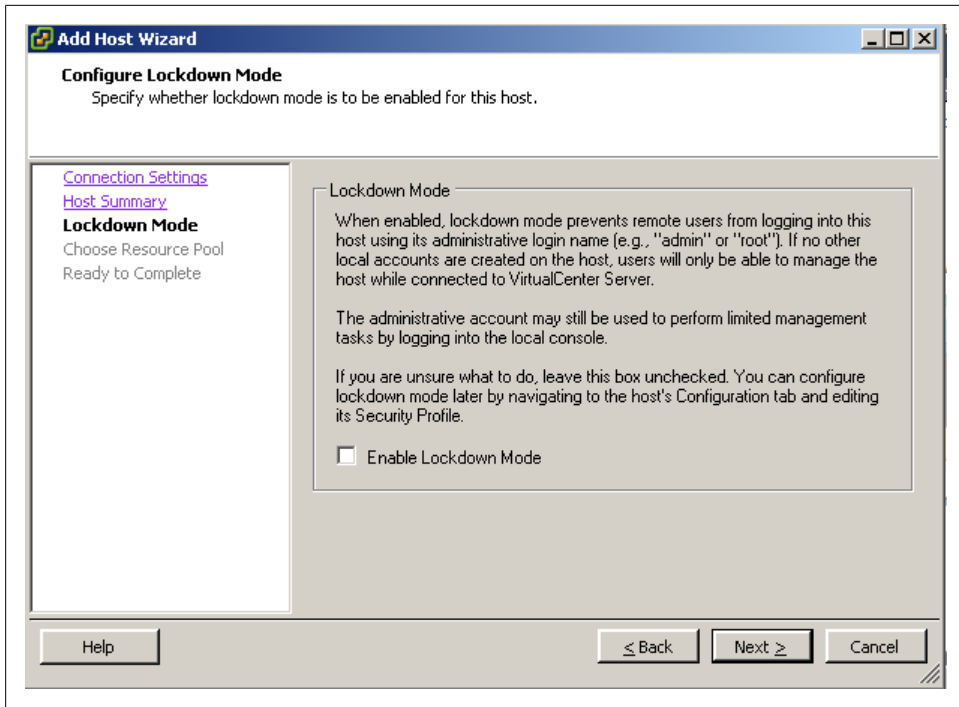 Add Host Wizard
Configure Lockdown Mode
Specify whether lockdown mode is to be enabled for this host.
Connection Settings
Host Summary
Lockdown Mode
Choose Resource Pool
Ready to Complete
Lockdown Mode
When enabled, lockdown mode prevents remote users from logging into this
host using its administrative login name (e.g., "admin" or "root"). If no other
local accounts are created on the host, users will only be able to manage the
host while connected to VirtualCenter Server.
The administrative account may still be used to perform limited management
tasks by logging into the local console.
If you are unsure what to do, leave this box unchecked. You can configure
lockdown mode later by navigating to the host's Configuration tab and editing
its Security Profile.
Enable Lockdown Mode
Help
< Back
Next >
Cancel